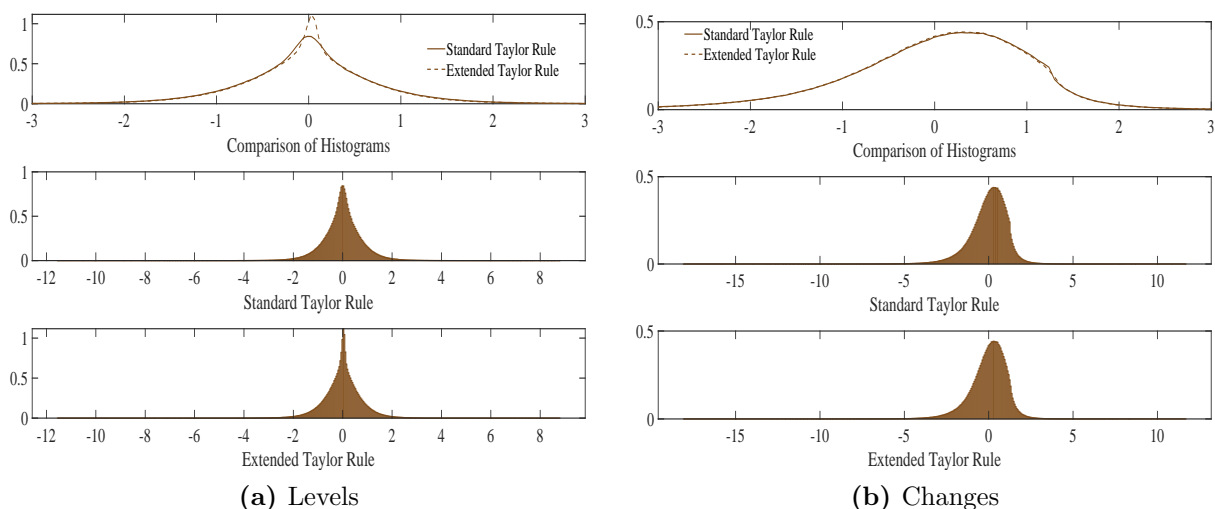 1
0.5
0
Standard Taylor Rule
Extended Taylor Rule
-3 -2 -1 0 1 2 3
Comparison of Histograms
1
0.5
0
-12 -10 -8 -6 -4 -2 0 2 4 6 8
Standard Taylor Rule
1
0.5
0
-12 -10 -8 -6 -4 -2 0 2 4 6 8
Extended Taylor Rule
(a) Levels
0.5
0
Standard Taylor Rule
Extended Taylor Rule
-3 -2 -1 0 1 2 3
Comparison of Histograms
0.5
0
-15 -10 -5 0 5 10
Standard Taylor Rule
0.5
0
-15 -10 -5 0 5 10
Extended Taylor Rule
(b) Changes